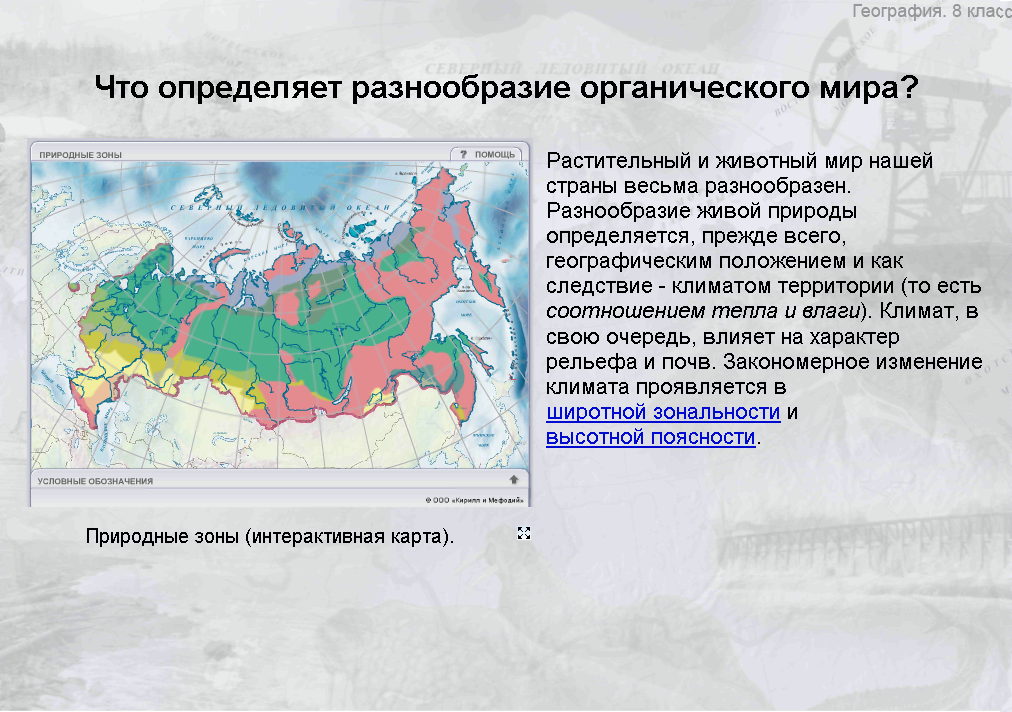 География. 8 класс
СЕВЕРНЫЙ ЛЕДОВИТЫЙ ОКЕАН
Что определяет разнообразие органического мира?
ПРИРОДНЫЕ ЗОНЫ
? ПОМОЩЬ
СЕВЕРНЫЙ ЛЕДОВИТЫЙ ОКЕАН
УСЛОВНЫЕ ОБОЗНАЧЕНИЯ
© ООО «Кирилл и Мефодий»
Природные зоны (интерактивная карта).
Растительный и животный мир нашей
страны весьма разнообразен.
Разнообразие живой природы
определяется, прежде всего,
географическим положением и как
следствие - климатом территории (то есть
соотношением тепла и влаги). Климат, в
свою очередь, влияет на характер
рельефа и почв. Закономерное изменение
климата проявляется в
широтной зональности и
высотной поясности.